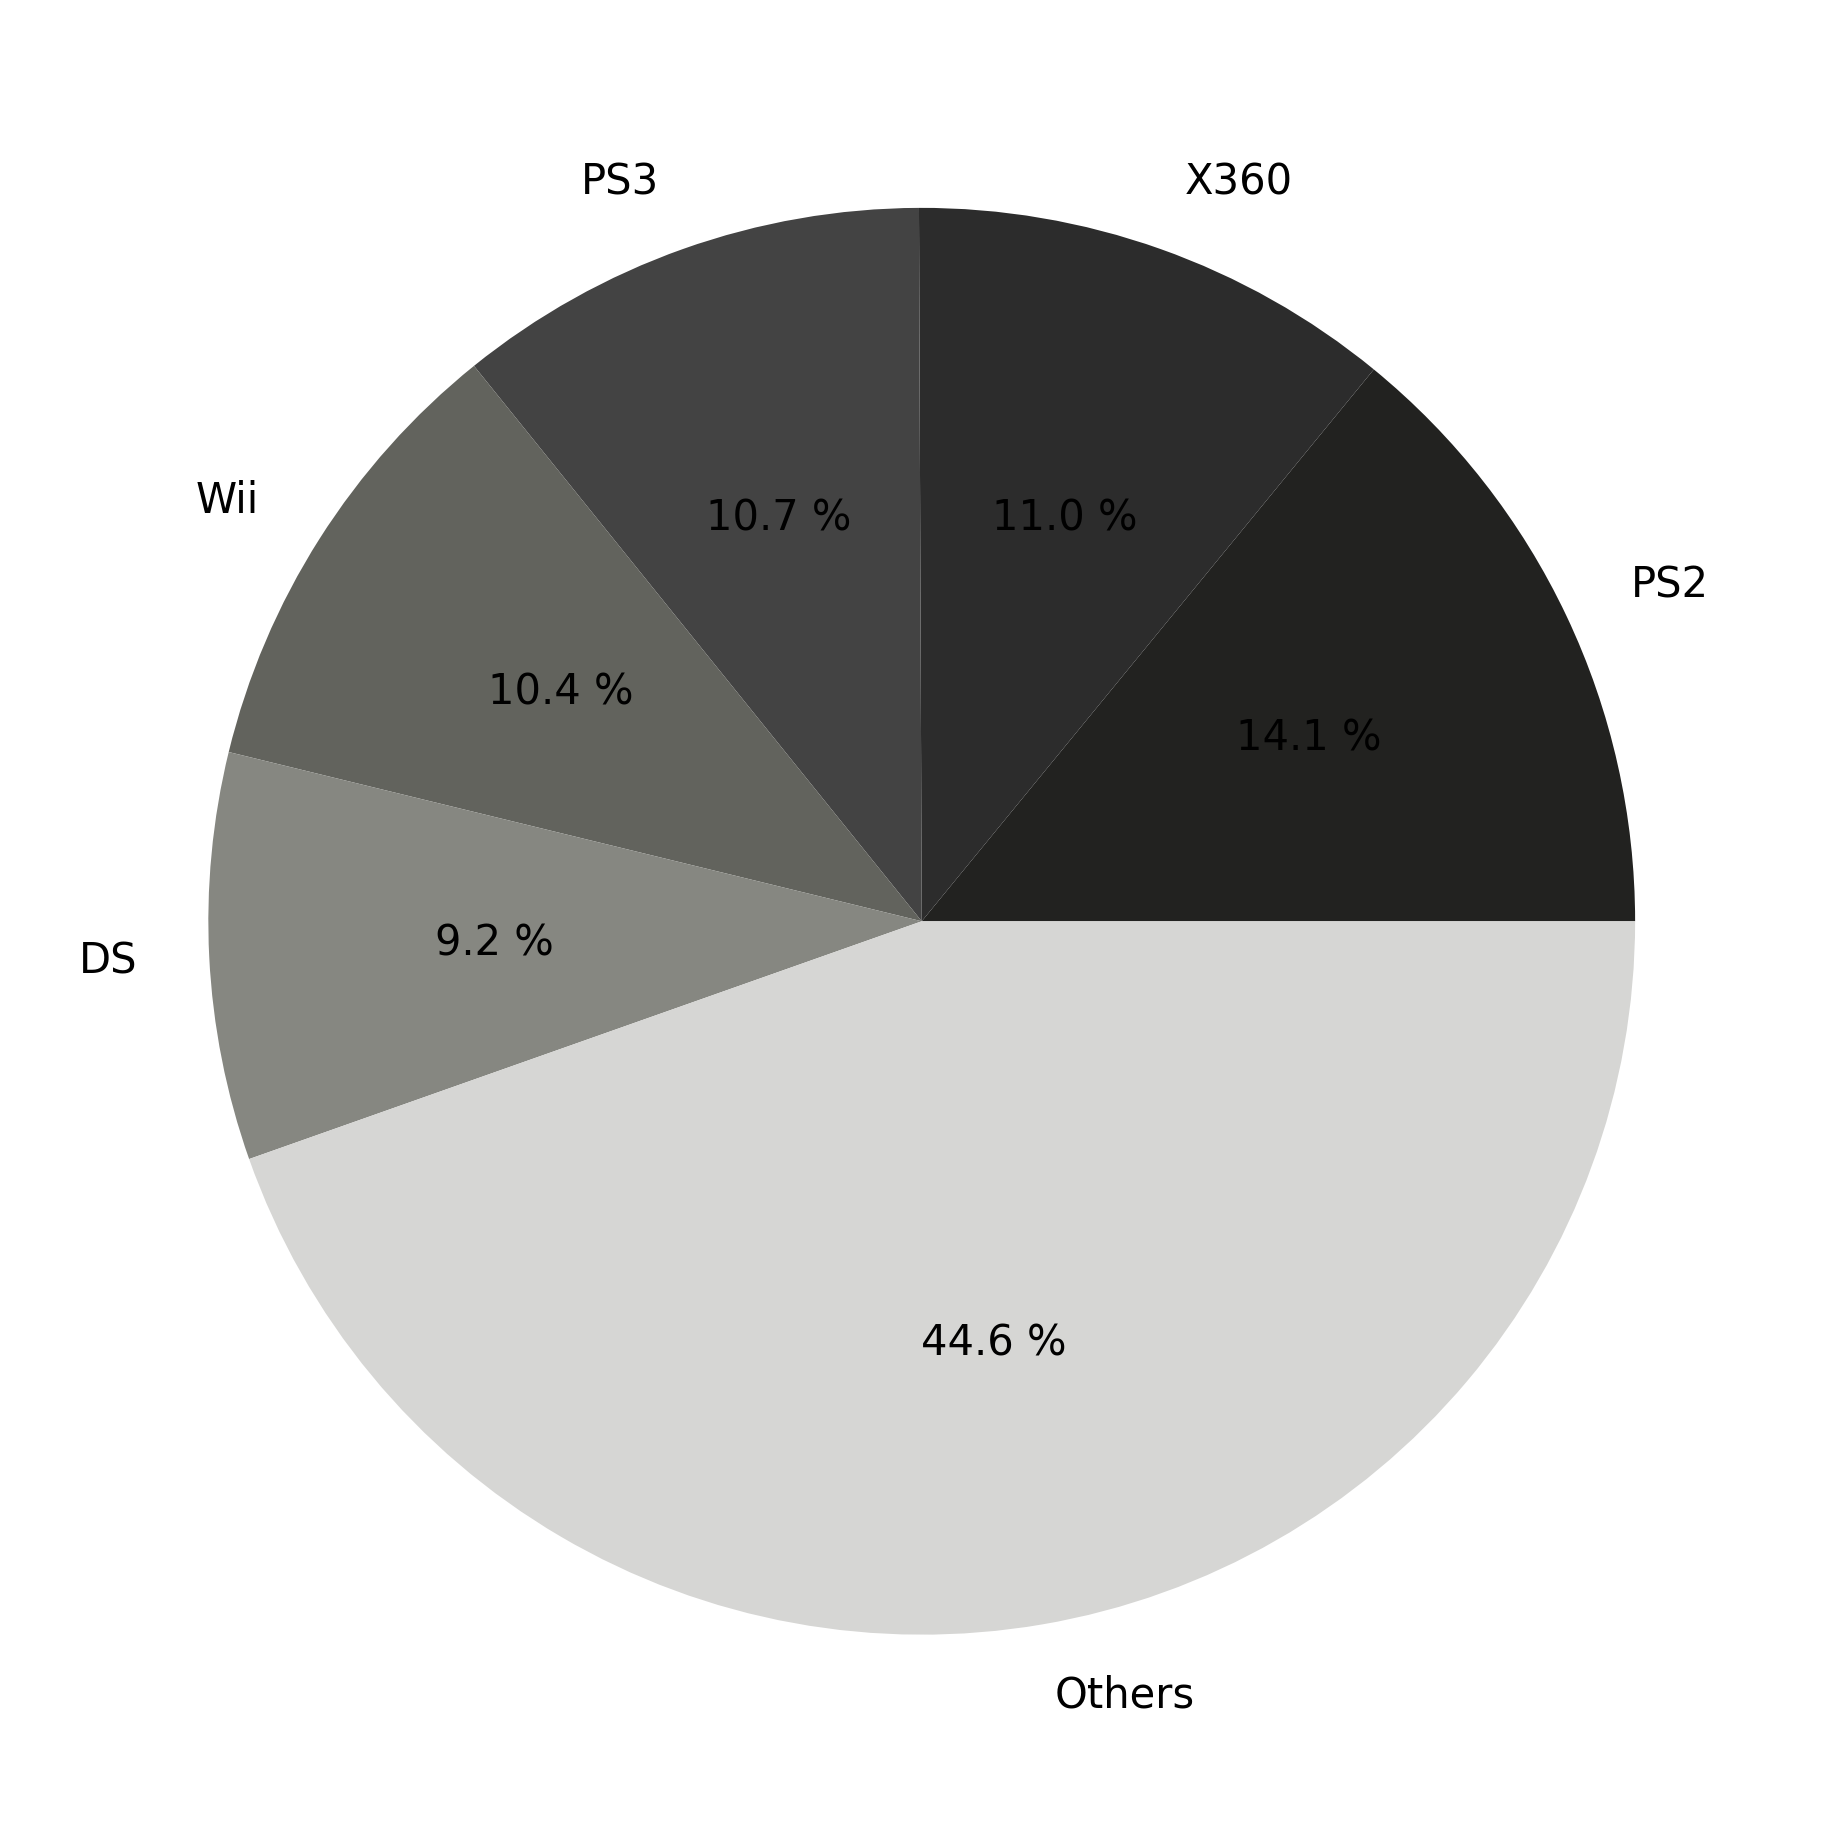 PS3
X360
10.7 %
11.0 %
Wii
PS2
10.4 %
14.1 %
DS
9.2 %
44.6 %
Others